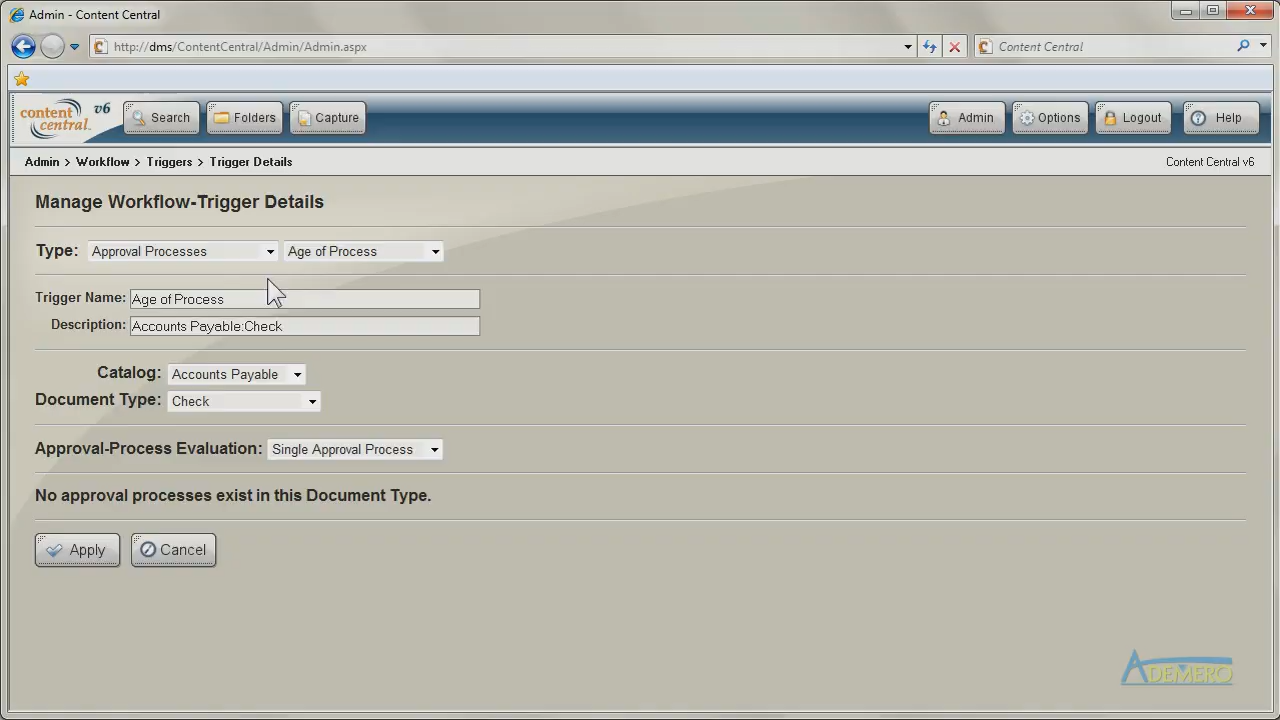 Admin - Content Central
http://dms/ContentCentral/Admin/Admin.aspx
Content Central
content central v6
Search
Folders
Capture
Admin
Options
Logout
Help
Admin > Workflow > Triggers > Trigger Details
Content Central v6
Manage Workflow-Trigger Details
Type: Approval Processes Age of Process
Trigger Name: Age of Process
Description: Accounts Payable:Check
Catalog: Accounts Payable
Document Type: Check
Approval-Process Evaluation: Single Approval Process
No approval processes exist in this Document Type.
Apply
Cancel
ADEMERO